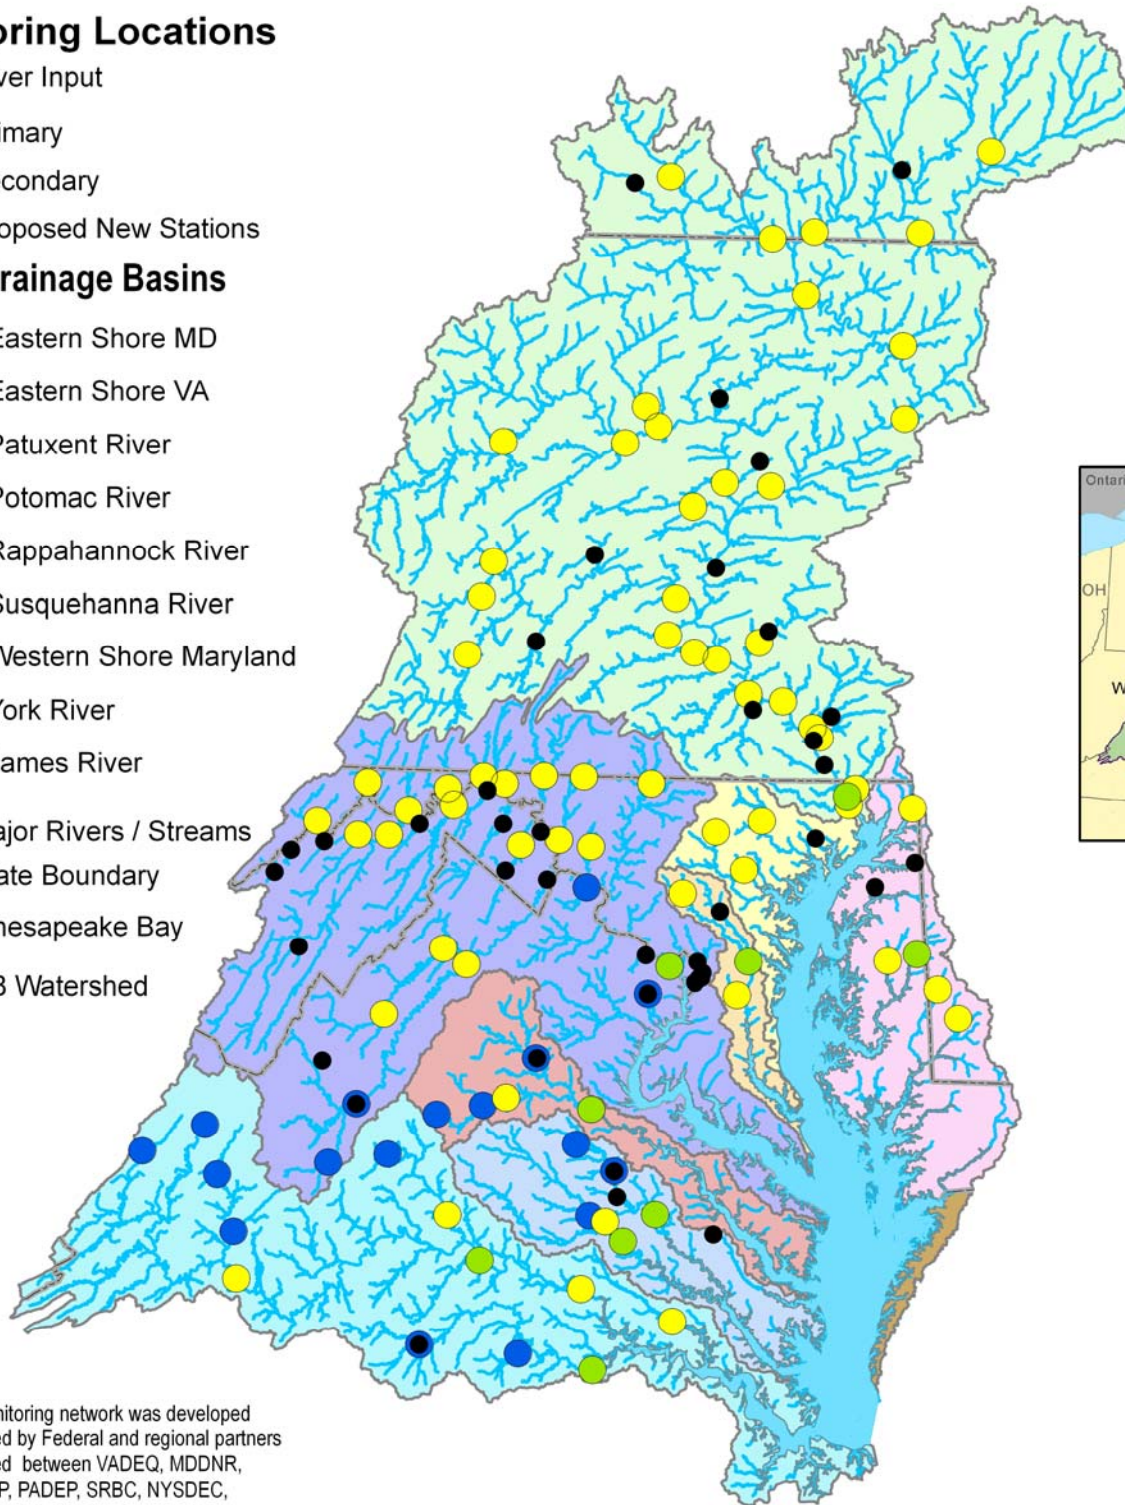 oring Locations
ver Input
imary
condary
oposed New Stations
rainage Basins
Eastern Shore MD
Eastern Shore VA
Patuxent River
Potomac River
Rappahannock River
Susquehanna River
Western Shore Maryland
York River
ames River
ajor Rivers / Streams
ate Boundary
hesapeake Bay
B Watershed
Ontari
OH
W
nitoring network was developed
ed by Federal and regional partners
ed between VADEQ, MDDNR,
P, PADEP, SRBC, NYSDEC,